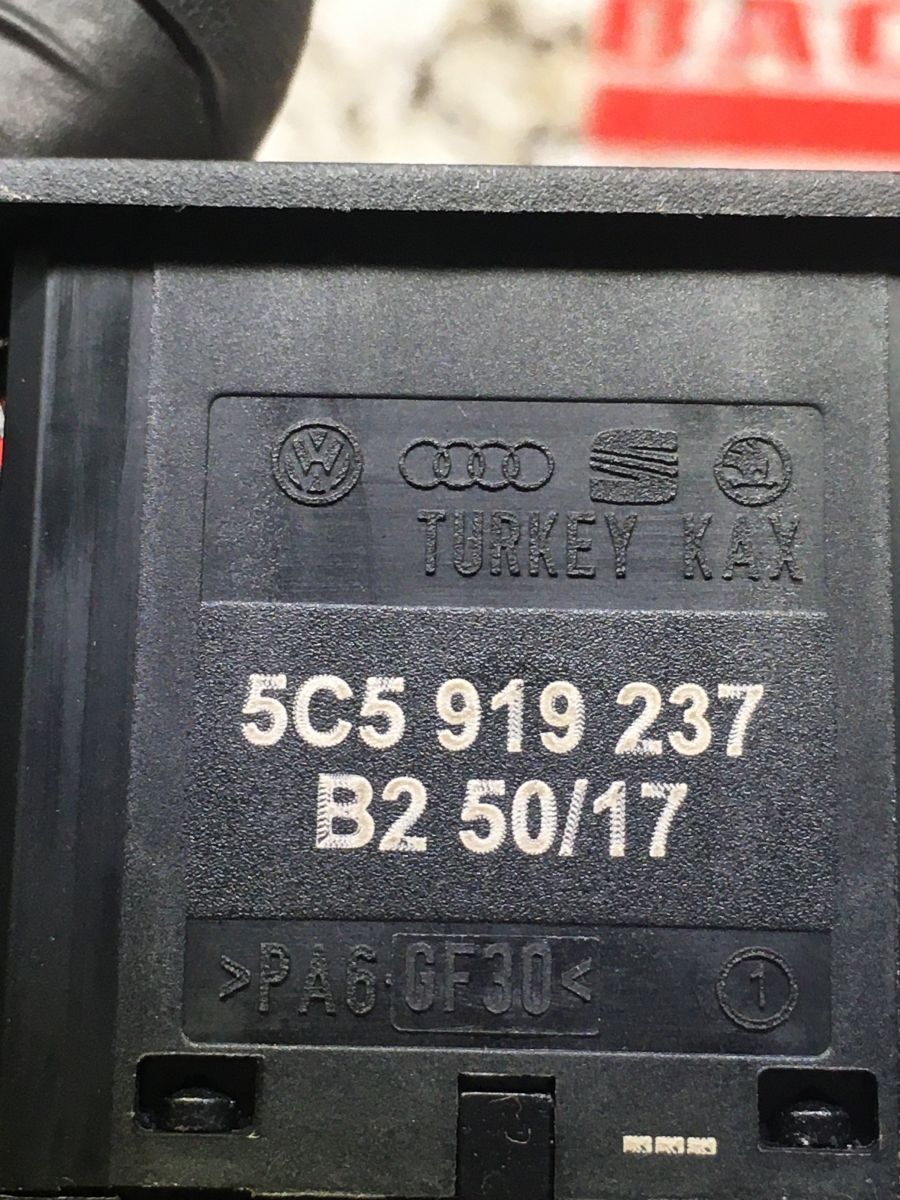 TURKEY KAX
5C5 919 237
B2 50/17
>PA6·GF30<
1